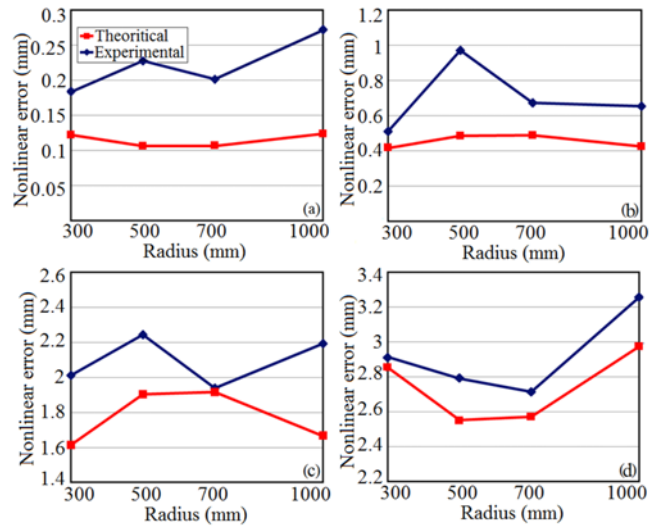 0.3
0.25
0.2
0.15
0.1
0.05
Nonlinear error (mm)
Theoritical
Experimental
(a)
300 500 700 1000
Radius (mm)
1.2
1
0.8
0.6
0.4
0.2
Nonlinear error (mm)
(b)
300 500 700 1000
Radius (mm)
2.6
2.4
2.2
2
1.8
1.6
1.4
Nonlinear error (mm)
(c)
300 500 700 1000
Radius (mm)
3.4
3.2
3
2.8
2.6
2.4
2.2
Nonlinear error (mm)
(d)
300 500 700 1000
Radius (mm)